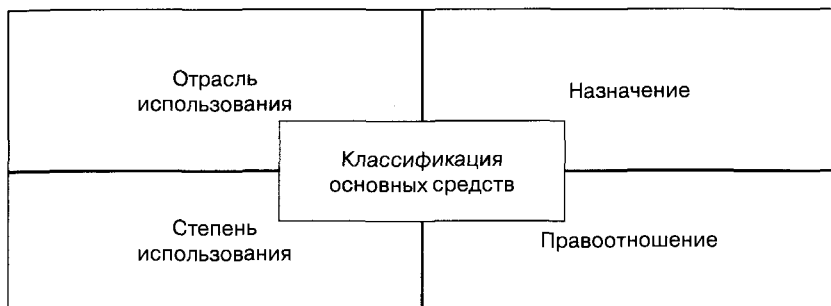 Отрасль
использования
Назначение
Классификация
основных средств
Степень
использования
Правоотношение